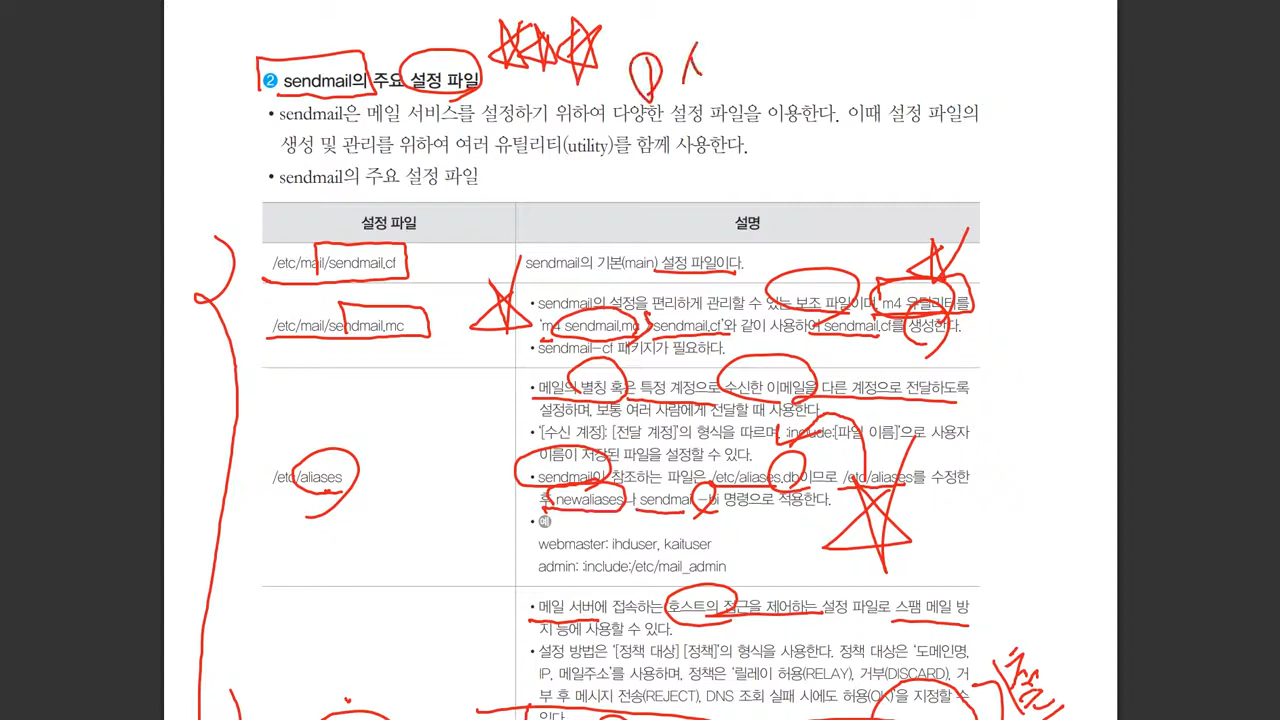 ❷ sendmail의 주요 설정 파일
• sendmail은 메일 서비스를 설정하기 위하여 다양한 설정 파일을 이용한다. 이때 설정 파일의
생성 및 관리를 위하여 여러 유틸리티(utility)를 함께 사용한다.
• sendmail의 주요 설정 파일
설정 파일 설명
/etc/mail/sendmail.cf sendmail의 기본(main) 설정 파일이다.
• sendmail의 설정을 편리하게 관리할 수 있는 보조 파일이며, 'm4 유틸리티'를
/etc/mail/sendmail.mc 'm4 sendmail.mc > sendmail.cf'와 같이 사용하여 sendmail.cf를 생성한다.
• sendmail-cf 패키지가 필요하다.
• 메일의 별칭 혹은 특정 계정으로 수신한 이메일을 다른 계정으로 전달하도록
설정하며, 보통 여러 사람에게 전달할 때 사용한다.
• '[수신 계정]: [전달 계정]'의 형식을 따르며, :include:[파일 이름]'으로 사용자
이름이 저장된 파일을 설정할 수 있다.
/etc/aliases • sendmail이 참조하는 파일은 /etc/aliases.db이므로 /etc/aliases를 수정한
후 newaliases나 sendmail -bi 명령으로 적용한다.
• 예
webmaster: ihduser, kaituser
admin: :include:/etc/mail_admin
• 메일 서버에 접속하는 호스트의 접근을 제어하는 설정 파일로 스팸 메일 방
지 등에 사용할 수 있다.
• 설정 방법은 '[정책 대상] [정책]'의 형식을 사용한다. 정책 대상은 '도메인명,
IP, 메일주소'를 사용하며, 정책은 '릴레이 허용(RELAY), 거부(DISCARD), 거
부 후 메시지 전송(REJECT), DNS 조회 실패 시에도 허용(OK)'을 지정할 수
있다.